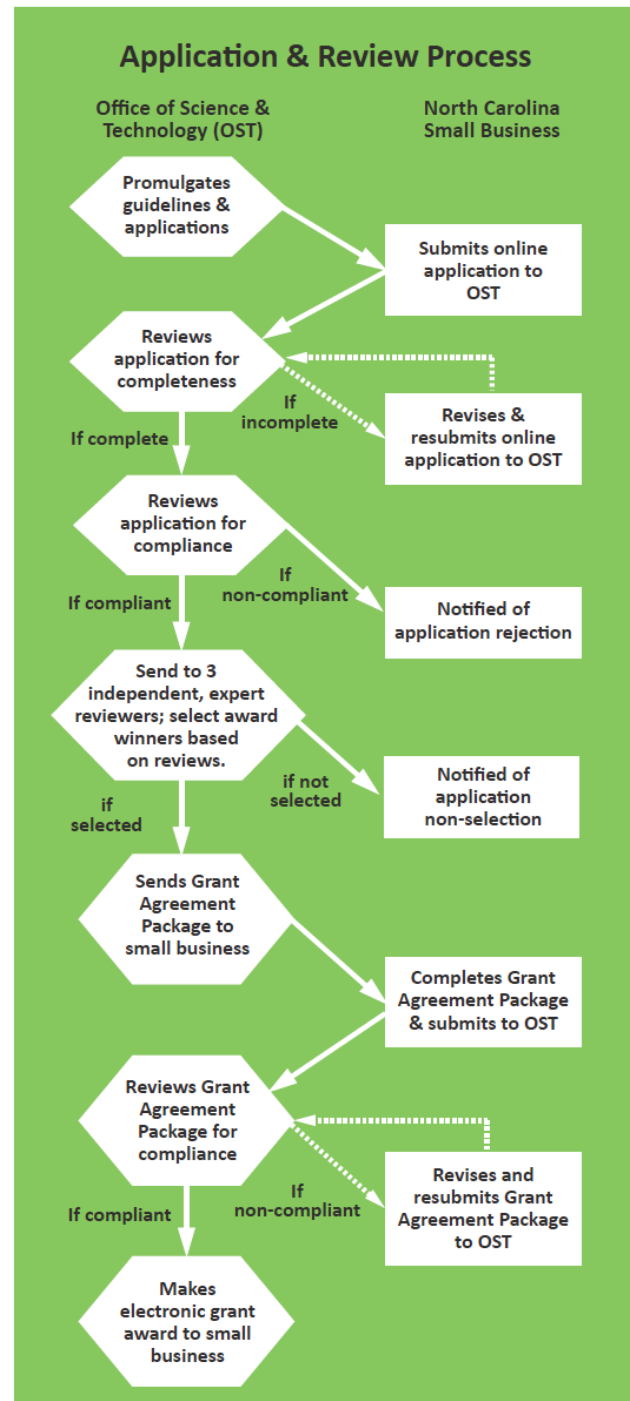 Application & Review Process
Office of Science &
Technology (OST)
North Carolina
Small Business
Promulgates
guidelines &
applications
Submits online
application to
OST
Reviews
application for
completeness
If
incomplete
Revises &
resubmits online
application to OST
If complete
Reviews
application for
compliance
If
non-compliant
Notified of
application rejection
If compliant
Send to 3
independent, expert
reviewers; select award
winners based
on reviews.
if not
selected
Notified of
application
non-selection
if
selected
Sends Grant
Agreement
Package to
small business
Completes Grant
Agreement Package
& submits to OST
Reviews Grant
Agreement
Package for
compliance
If
non-compliant
Revises and
resubmits Grant
Agreement Package
to OST
If compliant
Makes
electronic grant
award to small
business